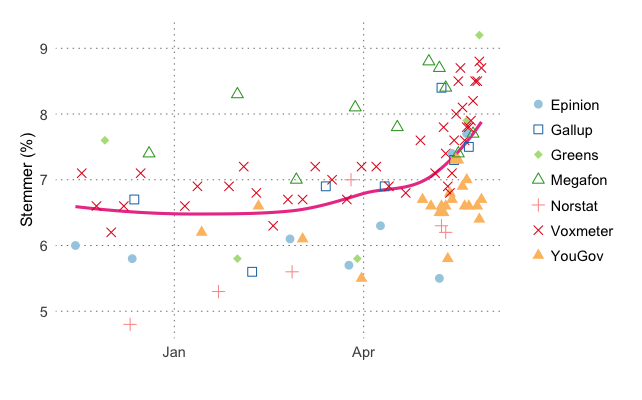 9
8
7
6
5
Stemmer (%)
Jan
Apr
Epinion
Gallup
Greens
Megafon
Norstat
Voxmeter
YouGov